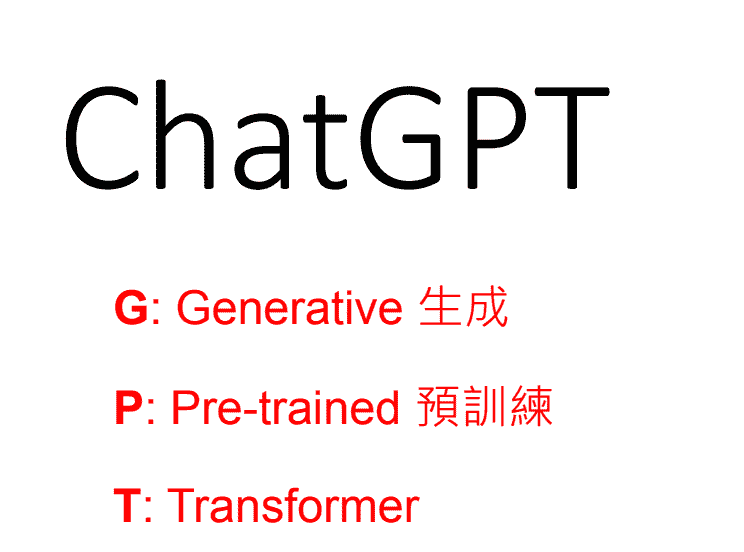 ChatGPT
G: Generative 生成
P: Pre-trained 預訓練
T: Transformer